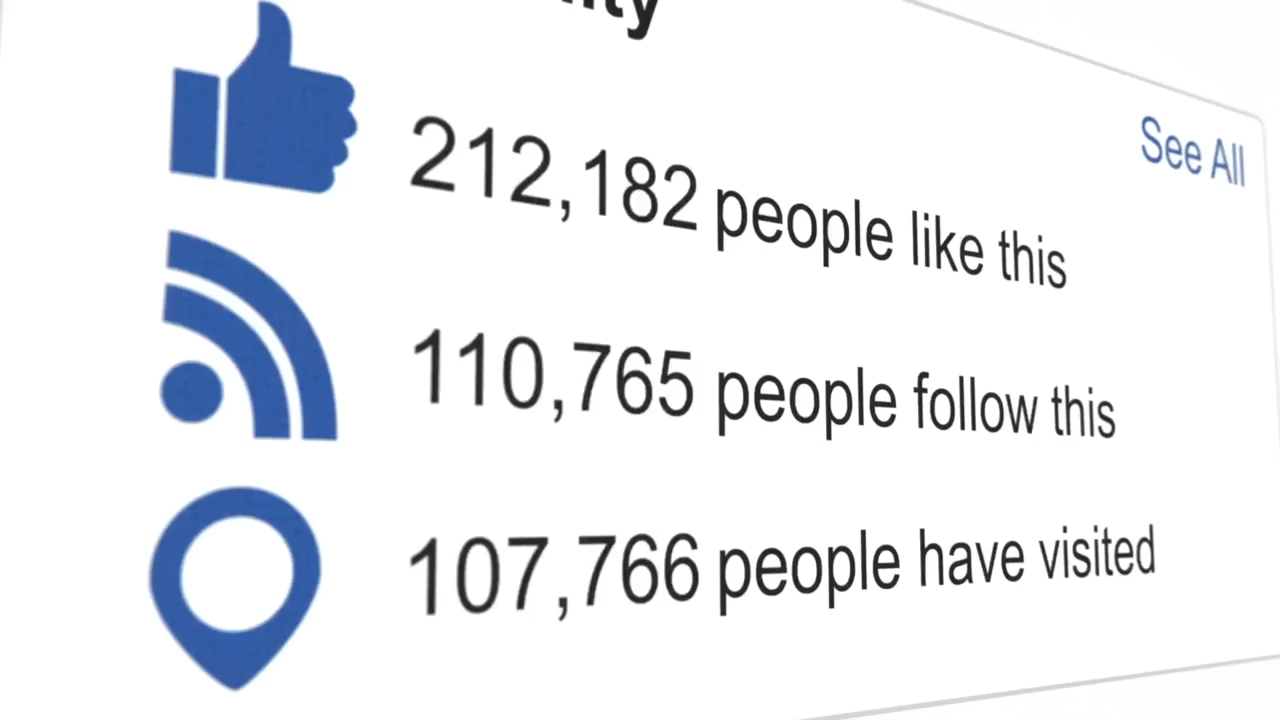 See All
212,182 people like this
110,765 people follow this
107,766 people have visited